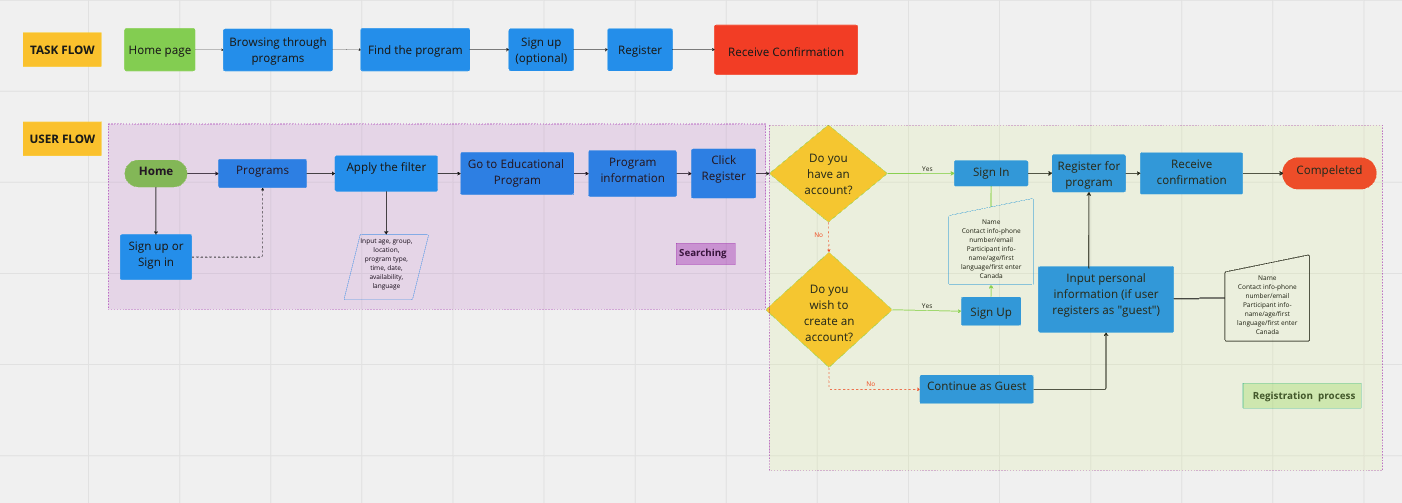 TASK FLOW
Home page
Browsing through
programs
Find the program
Sign up
(optional)
Register
Receive Confirmation
USER FLOW
Home
Programs
Apply the filter
Go to Educational
Program
Program
information
Click
Register
Sign up or
Sign in
Input age, group,
location,
program type,
time, date,
availability,
language
Searching
Do you
have an
account?
Yes
Sign In
Register for
program
Receive
confirmation
Compeleted
No
Name
Contact info-phone
number/email
Participant info-
name/age/first
language/first enter
Canada
Do you
wish to
create an
account?
Yes
Sign Up
Input personal
information (if user
registers as "guest")
Name
Contact info-phone
number/email
Participant info-
name/age/first
language/first enter
Canada
No
Continue as Guest
Registration process